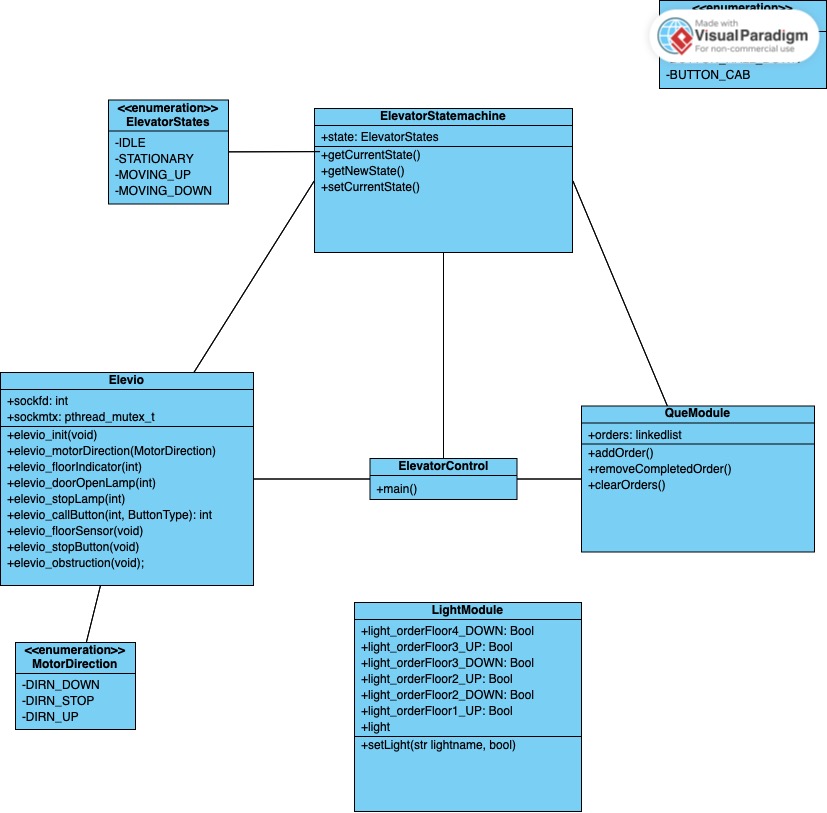 <<enumeration>>
Made with
VisualParadigm
For non-commercial use
-BUTTON_CAB
<<enumeration>>
ElevatorStates
-IDLE
-STATIONARY
-MOVING_UP
-MOVING_DOWN
ElevatorStatemachine
+state: ElevatorStates
+getCurrentState()
+getNewState()
+setCurrentState()
Elevio
+sockfd: int
+sockmtx: pthread_mutex_t
+elevio_init(void)
+elevio_motorDirection(MotorDirection)
+elevio_floorIndicator(int)
+elevio_doorOpenLamp(int)
+elevio_stopLamp(int)
+elevio_callButton(int, ButtonType): int
+elevio_floorSensor(void)
+elevio_stopButton(void)
+elevio_obstruction(void);
ElevatorControl
+main()
QueModule
+orders: linkedlist
+addOrder()
+removeCompletedOrder()
+clearOrders()
<<enumeration>>
MotorDirection
-DIRN_DOWN
-DIRN_STOP
-DIRN_UP
LightModule
+light_orderFloor4_DOWN: Bool
+light_orderFloor3_UP: Bool
+light_orderFloor3_DOWN: Bool
+light_orderFloor2_UP: Bool
+light_orderFloor2_DOWN: Bool
+light_orderFloor1_UP: Bool
+light
+setLight(str lightname, bool)